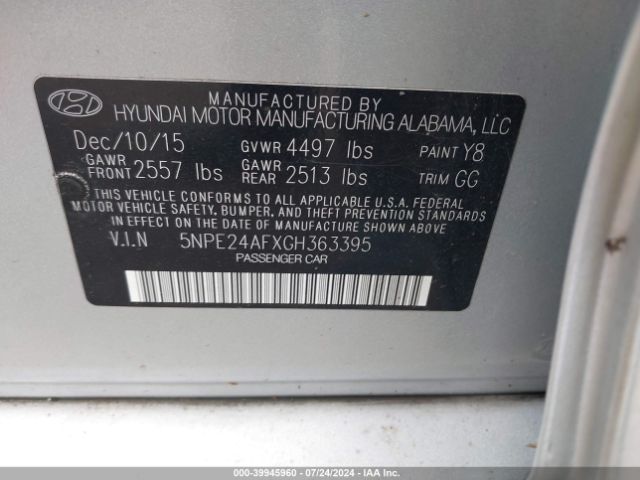 MANUFACTURED BY
HYUNDAI MOTOR MANUFACTURING ALABAMA, LLC
Dec/10/15 GVWR 4497 lbs PAINT Y8
GAWR FRONT 2557 lbs GAWR REAR 2513 lbs TRIM GG
THIS VEHICLE CONFORMS TO ALL APPLICABLE U.S.A. FEDERAL
MOTOR VEHICLE SAFETY, BUMPER, AND THEFT PREVENTION STANDARDS
IN EFFECT ON THE DATE OF MANUFACTURE SHOWN ABOVE.
V.I.N 5NPE24AFXGH363395
PASSENGER CAR
000-39945960 - 07/24/2024 - IAA Inc.